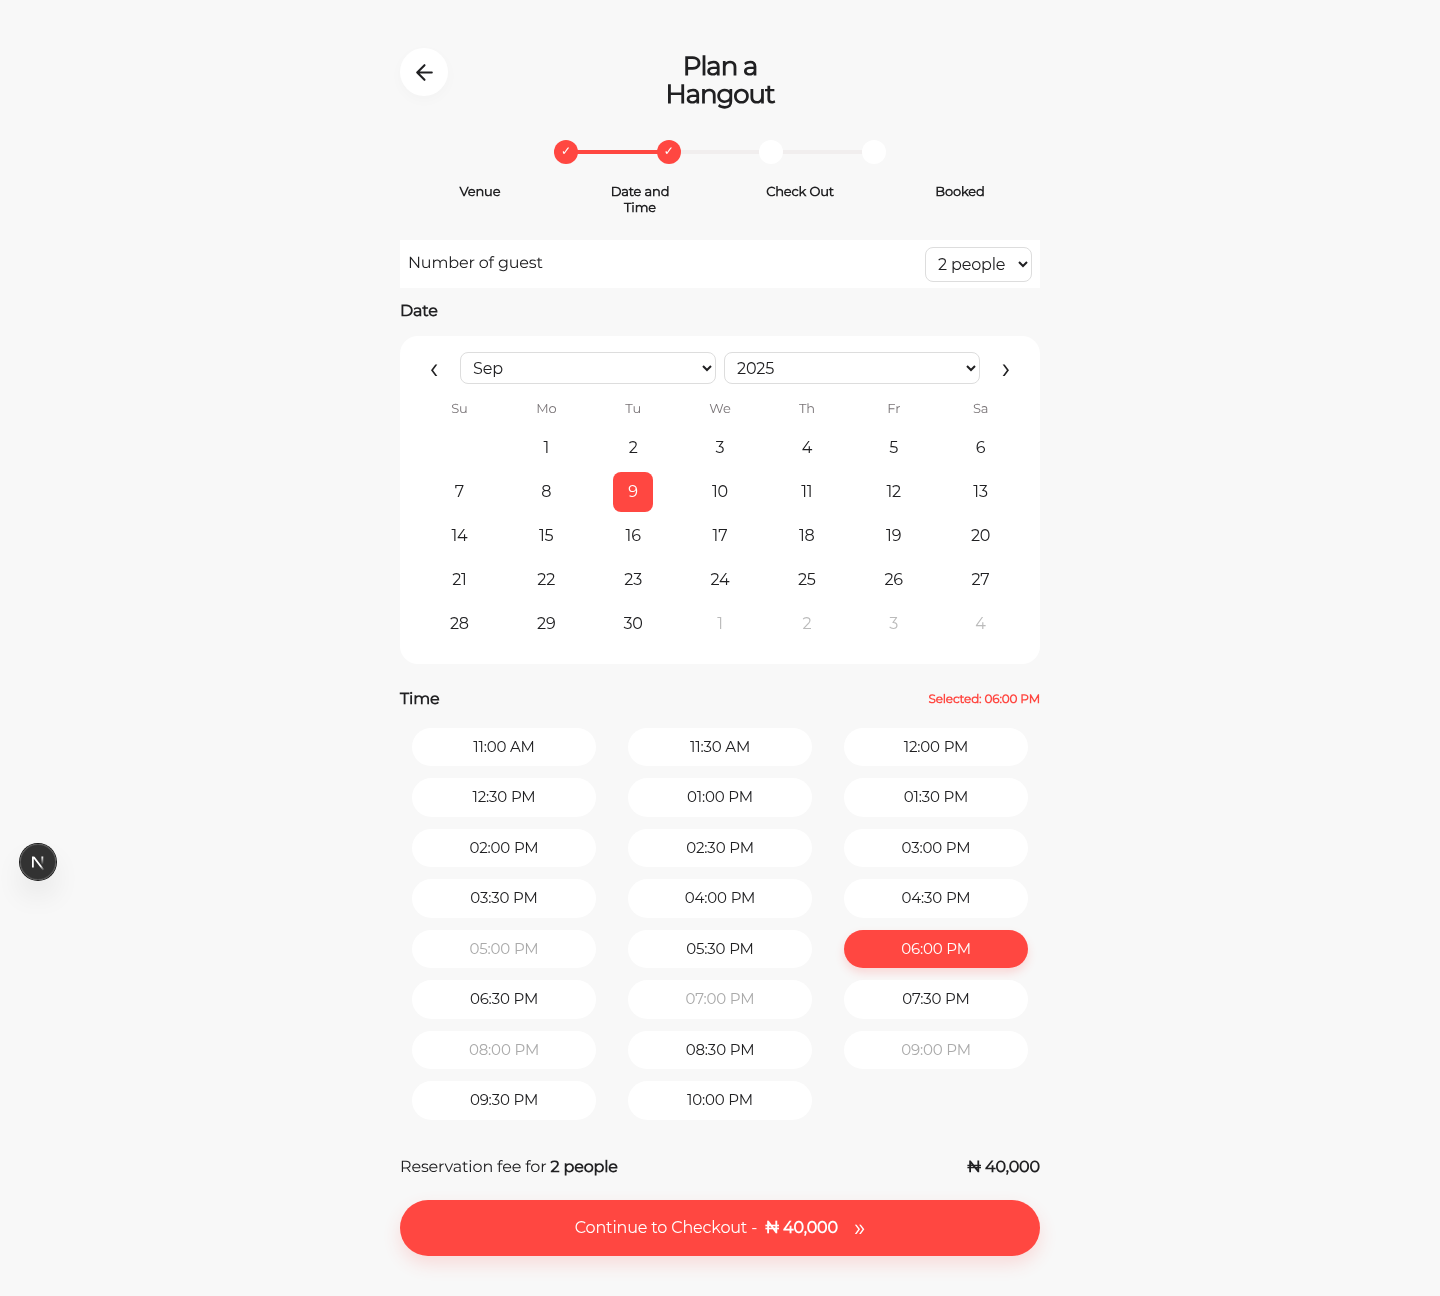 Plan a
Hangout
✓ ✓
Venue Date and Time Check Out Booked
Number of guest 2 people
Date
‹ Sep 2025 ›
Su Mo Tu We Th Fr Sa
1 2 3 4 5 6
7 8 9 10 11 12 13
14 15 16 17 18 19 20
21 22 23 24 25 26 27
28 29 30 1 2 3 4
Time Selected: 06:00 PM
11:00 AM 11:30 AM 12:00 PM
12:30 PM 01:00 PM 01:30 PM
02:00 PM 02:30 PM 03:00 PM
03:30 PM 04:00 PM 04:30 PM
05:00 PM 05:30 PM 06:00 PM
06:30 PM 07:00 PM 07:30 PM
08:00 PM 08:30 PM 09:00 PM
09:30 PM 10:00 PM
N
Reservation fee for 2 people ₦ 40,000
Continue to Checkout - ₦ 40,000 »